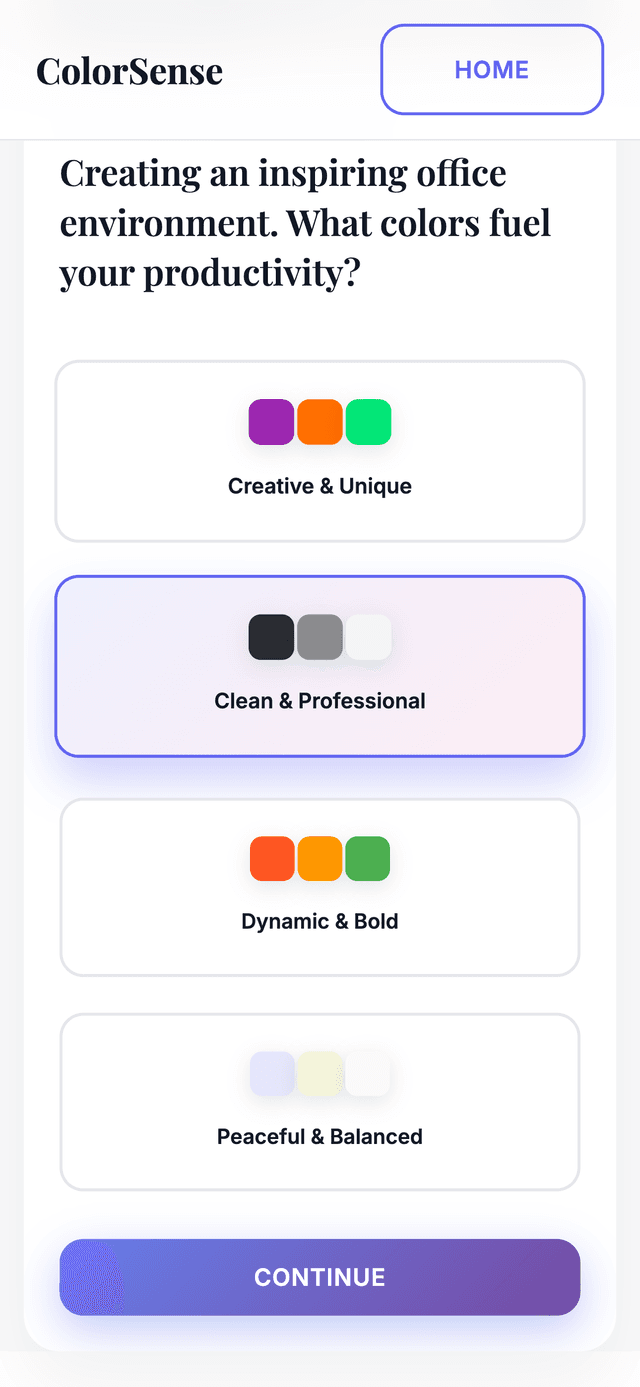 ColorSense
HOME
Creating an inspiring office
environment. What colors fuel
your productivity?
Creative & Unique
Clean & Professional
Dynamic & Bold
Peaceful & Balanced
CONTINUE